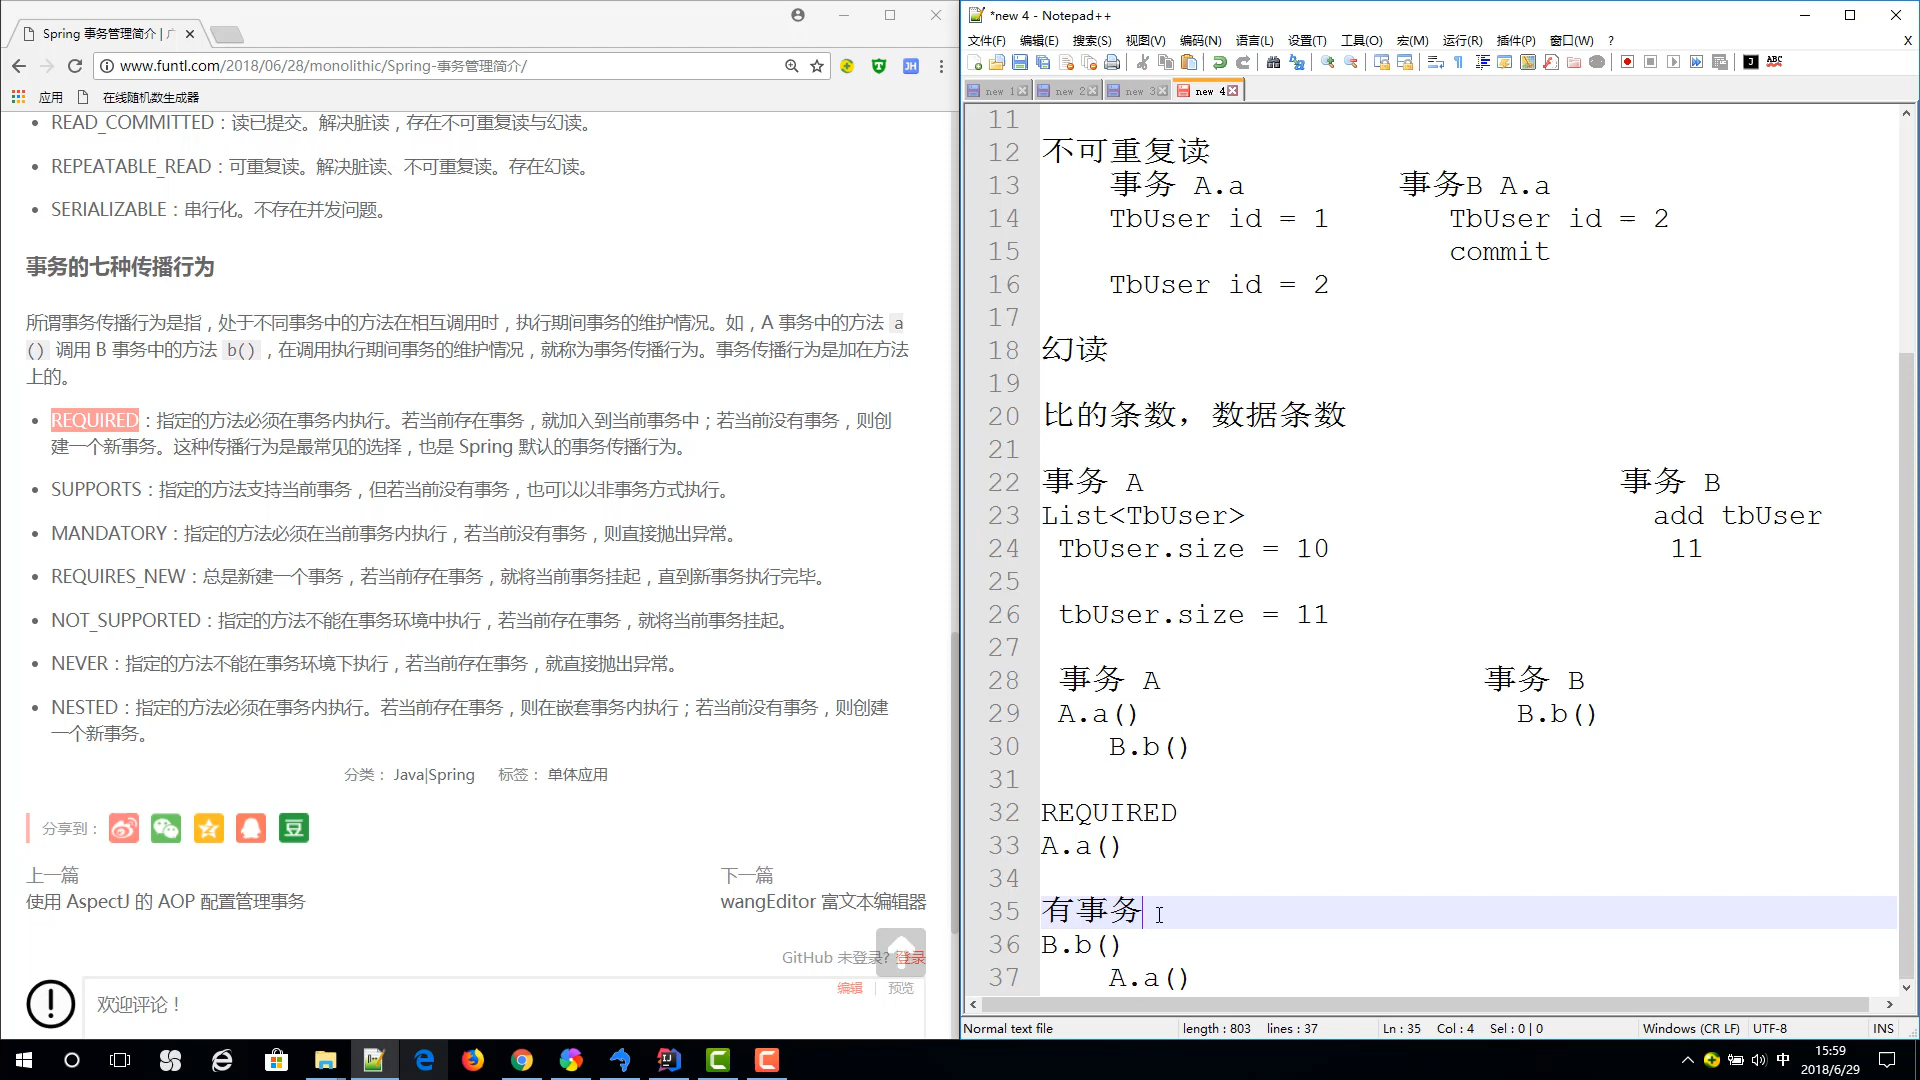 Spring 事务管理简介 | 广
www.funtl.com/2018/06/28/monolithic/Spring-事务管理简介/
应用
在线随机数生成器
READ_COMMITTED：读已提交。解决脏读，存在不可重复读与幻读。
REPEATABLE_READ：可重复读。解决脏读、不可重复读。存在幻读。
SERIALIZABLE：串行化。不存在并发问题。
事务的七种传播行为
所谓事务传播行为是指，处于不同事务中的方法在相互调用时，执行期间事务的维护情况。如，A 事务中的方法 a
() 调用 B 事务中的方法 b()，在调用执行期间事务的维护情况，就称为事务传播行为。事务传播行为是加在方法
上的。
REQUIRED：指定的方法必须在事务内执行。若当前存在事务，就加入到当前事务中；若当前没有事务，则创
建一个新事务。这种传播行为是最常见的选择，也是 Spring 默认的事务传播行为。
SUPPORTS：指定的方法支持当前事务，但若当前没有事务，也可以以非事务方式执行。
MANDATORY：指定的方法必须在当前事务内执行，若当前没有事务，则直接抛出异常。
REQUIRES_NEW：总是新建一个事务，若当前存在事务，就将当前事务挂起，直到新事务执行完毕。
NOT_SUPPORTED：指定的方法不能在事务环境中执行，若当前存在事务，就将当前事务挂起。
NEVER：指定的方法不能在事务环境下执行，若当前存在事务，就直接抛出异常。
NESTED：指定的方法必须在事务内执行。若当前存在事务，则在嵌套事务内执行；若当前没有事务，则创建
一个新事务。
分类： Java|Spring 标签： 单体应用
分享到：
豆
上一篇 下一篇
使用 AspectJ 的 AOP 配置管理事务 wangEditor 富文本编辑器
GitHub 未登录? 登录
编辑 | 预览
欢迎评论！
*new 4 - Notepad++
文件(F) 编辑(E) 搜索(S) 视图(V) 编码(N) 语言(L) 设置(T) 工具(O) 宏(M) 运行(R) 插件(P) 窗口(W) ? X
ABC
new 1 new 2 new 3 new 4
11
12 不可重复读
13 事务 A.a 事务B A.a
14 TbUser id = 1 TbUser id = 2
15 commit
16 TbUser id = 2
17
18 幻读
19
20 比的条数，数据条数
21
22 事务 A 事务 B
23 List<TbUser> add tbUser
24 TbUser.size = 10 11
25
26 tbUser.size = 11
27
28 事务 A 事务 B
29 A.a() B.b()
30 B.b()
31
32 REQUIRED
33 A.a()
34
35 有事务
36 B.b()
37 A.a()
Normal text file length : 803 lines : 37 Ln : 35 Col : 4 Sel : 0 | 0 Windows (CR LF) UTF-8 INS
中
15:59
2018/6/29